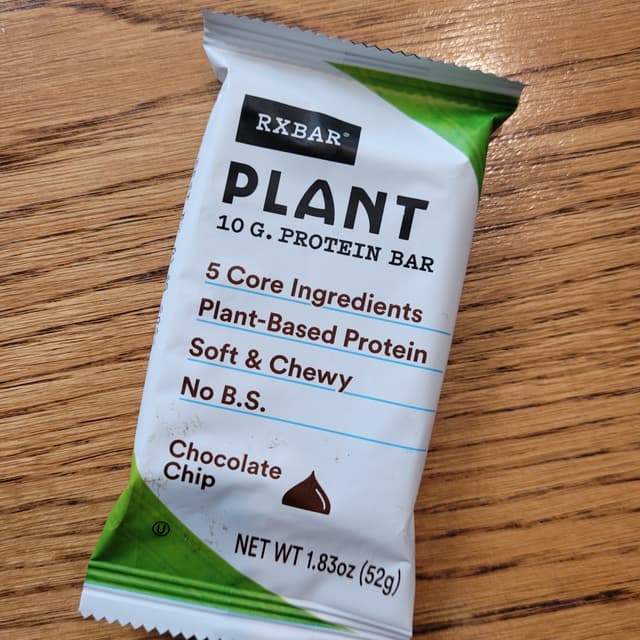 RXBAR®
PLANT
10 G. PROTEIN BAR
5 Core Ingredients
Plant-Based Protein
Soft & Chewy
No B.S.
Chocolate
Chip
U
NET WT 1.83oz (52g)